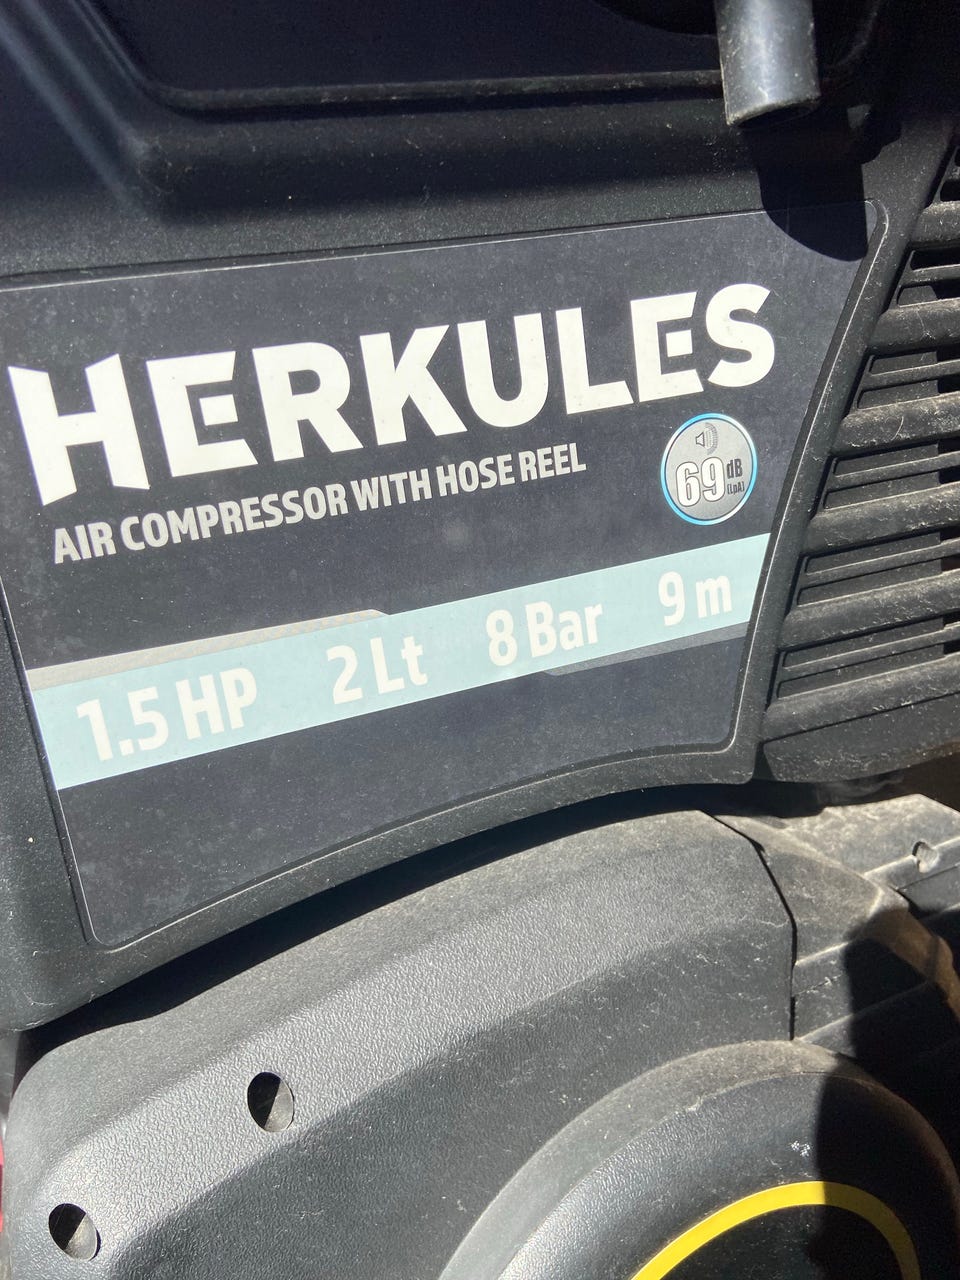 HERKULES
AIR COMPRESSOR WITH HOSE REEL
69 dB
(LpA)
1.5 HP 2 Lt 8 Bar 9 m